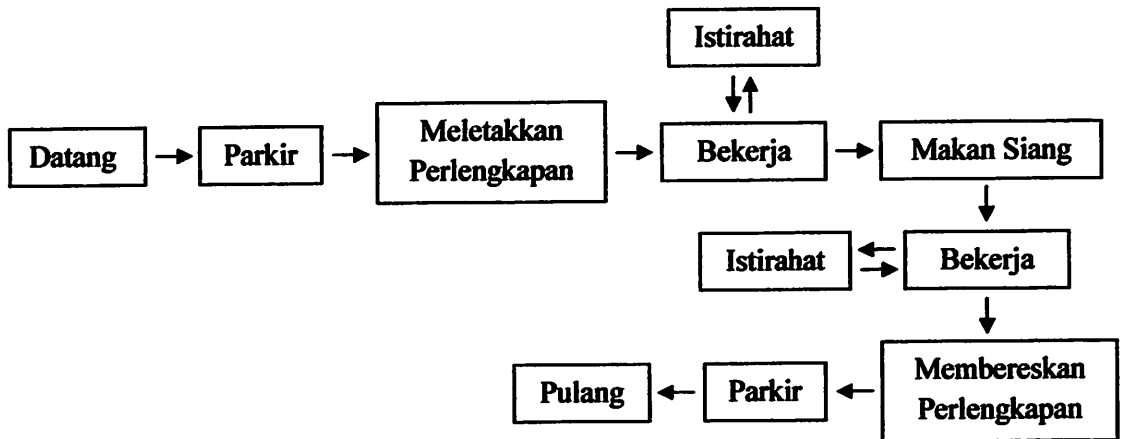 Istirahat
Datang
Parkir
Meletakkan
Perlengkapan
Bekerja
Makan Siang
Istirahat
Bekerja
Membereskan
Perlengkapan
Parkir
Pulang